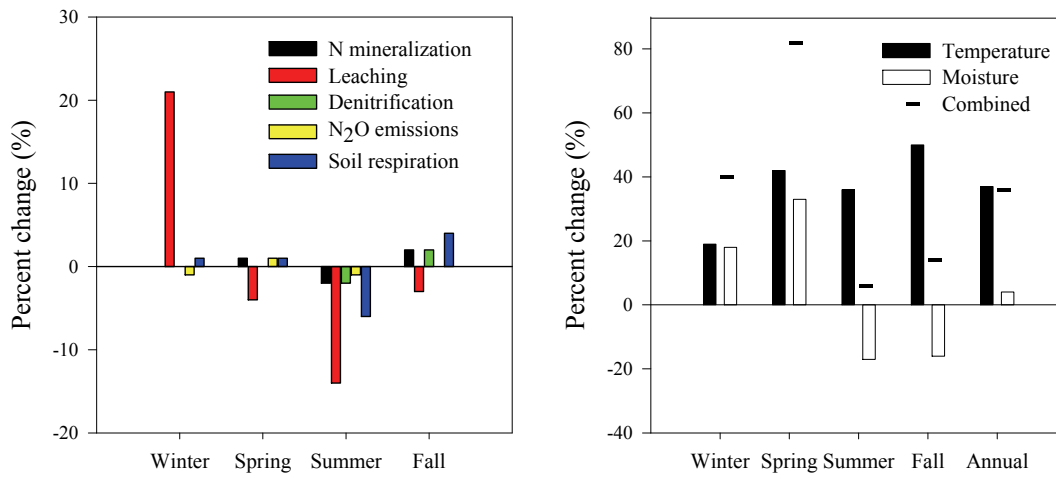 Percent change (%)
30
20
10
0
-10
-20
N mineralization
Leaching
Denitrification
N₂O emissions
Soil respiration
Winter Spring Summer Fall
Percent change (%)
80
60
40
20
0
-20
-40
Temperature
Moisture
Combined
Winter Spring Summer Fall Annual